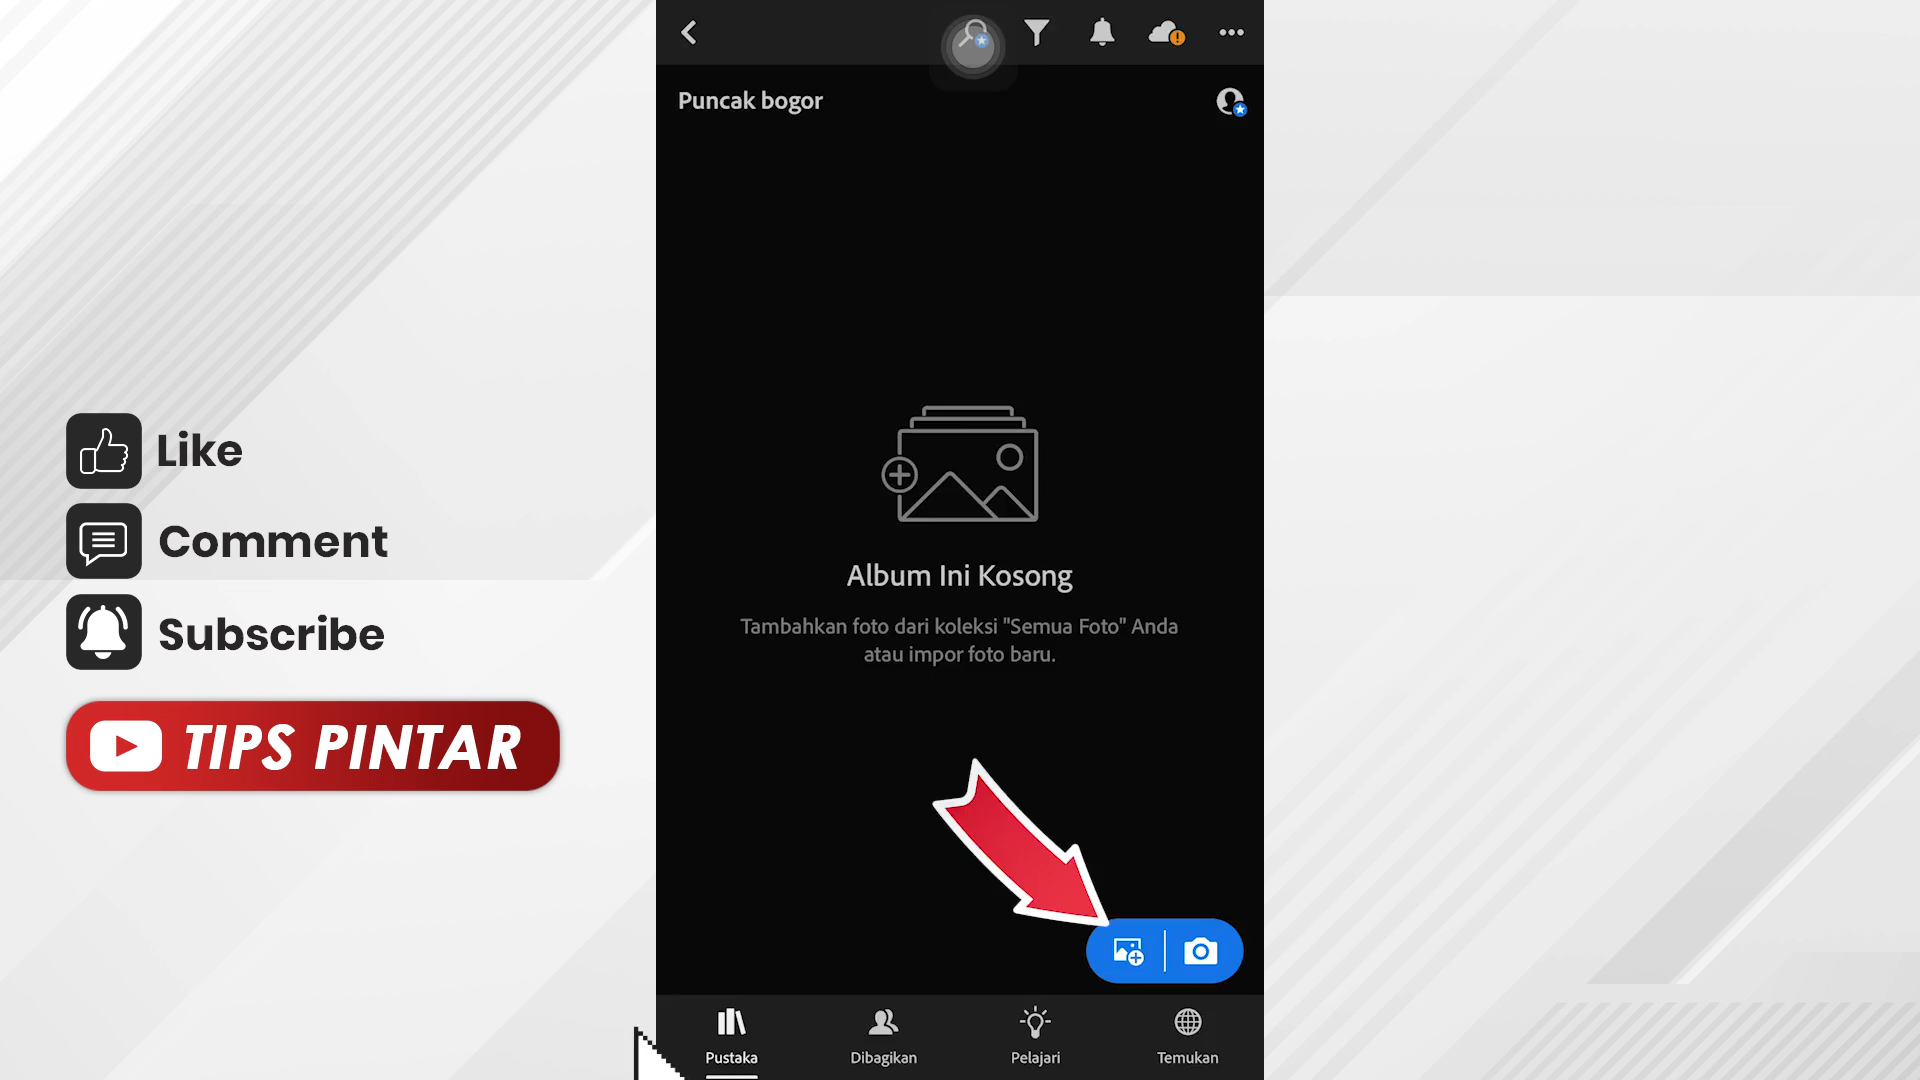 Puncak bogor
Like
Comment
Subscribe
TIPS PINTAR
Album Ini Kosong
Tambahkan foto dari koleksi "Semua Foto" Anda
atau impor foto baru.
Pustaka
Dibagikan
Pelajari
Temukan